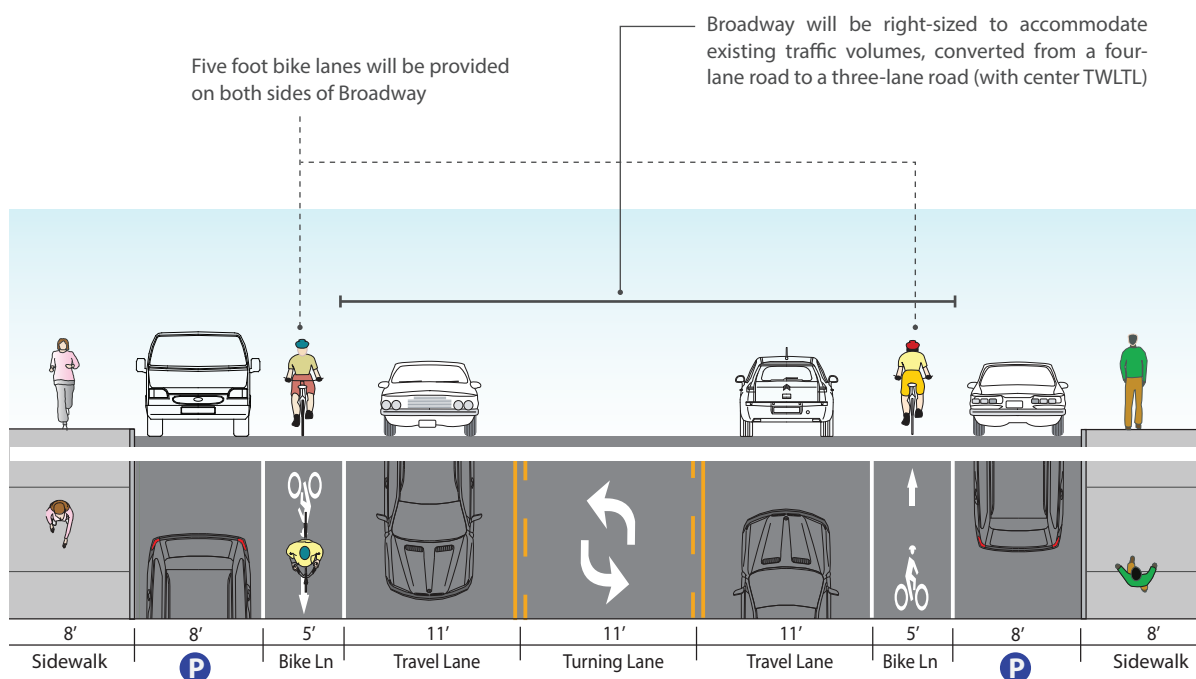 Five foot bike lanes will be provided
on both sides of Broadway
Broadway will be right-sized to accommodate
existing traffic volumes, converted from a four-
lane road to a three-lane road (with center TWLTL)
8’ 8’ 5’ 11’ 11’ 11’ 5’ 8’ 8’
Sidewalk P Bike Ln Travel Lane Turning Lane Travel Lane Bike Ln P Sidewalk